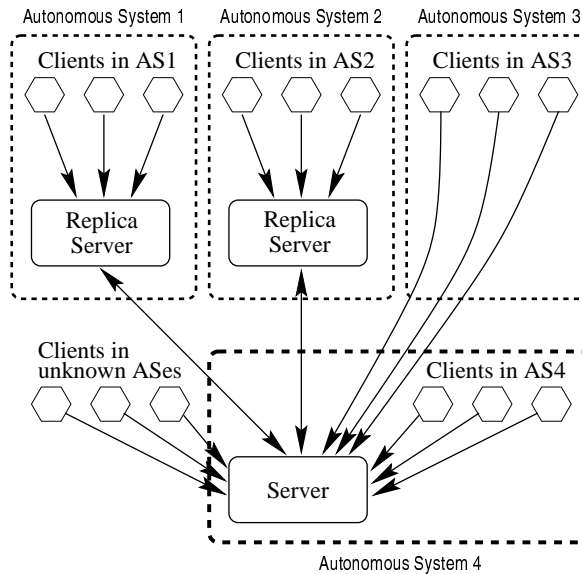 Autonomous System 1
Autonomous System 2
Autonomous System 3
Clients in AS1
Clients in AS2
Clients in AS3
Replica
Server
Replica
Server
Clients in
unknown ASes
Clients in AS4
Server
Autonomous System 4